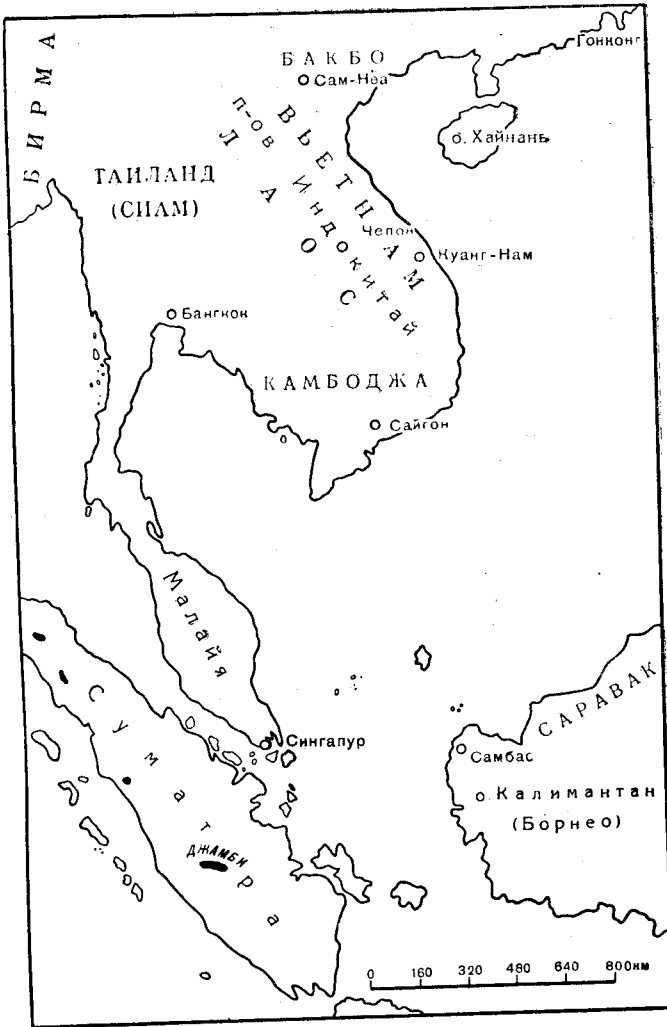 БИРМА
БАКБО
Сам-Нёа
Гонконг
о. Хайнань
ВЬЕТНАМ
п-ов Индокитай
ЛАОС
ТАИЛАНД
(СИАМ)
Чепон
Куанг-Нам
Бангкок
КАМБОДЖА
Сайгон
Малайя
Суматра
Сингапур
САРАВАК
Самбас
о. Калимантан
(Борнео)
ДЖАМБИ
0 160 320 480 640 800км